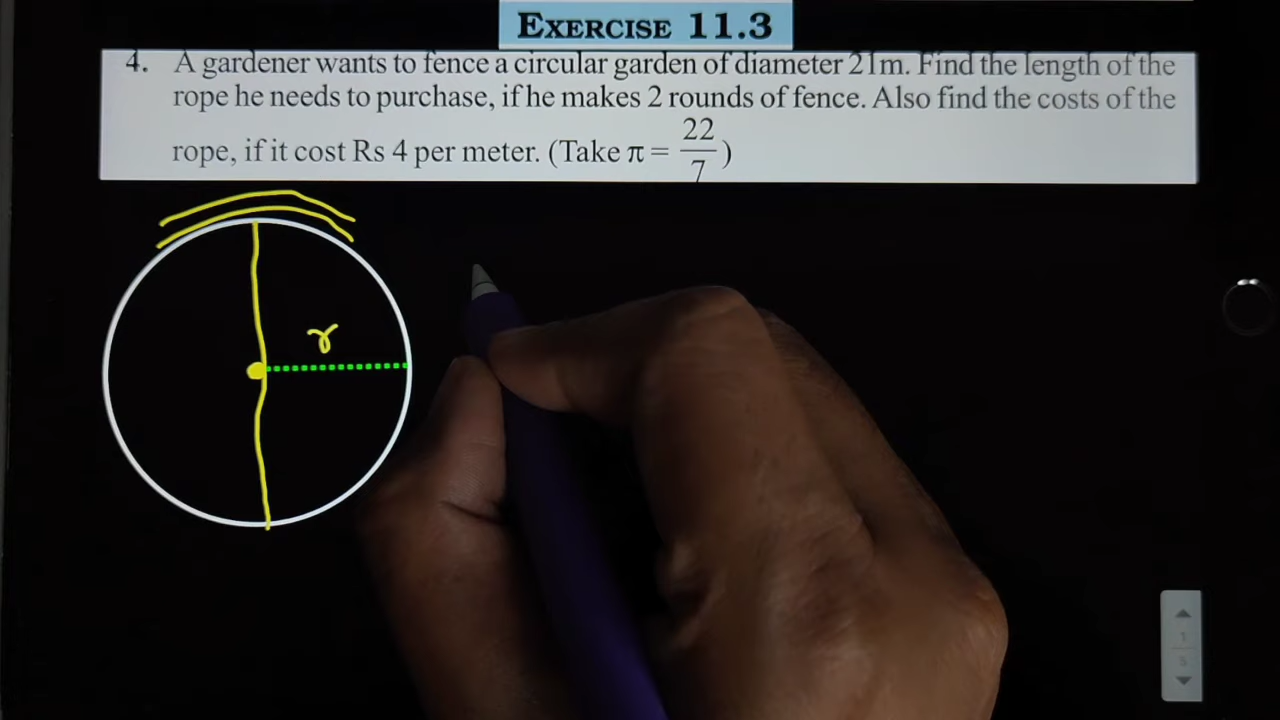 EXERCISE 11.3
4. A gardener wants to fence a circular garden of diameter 21m. Find the length of the
rope he needs to purchase, if he makes 2 rounds of fence. Also find the costs of the
rope, if it cost Rs 4 per meter. (Take π = 22/7)
r
1
5